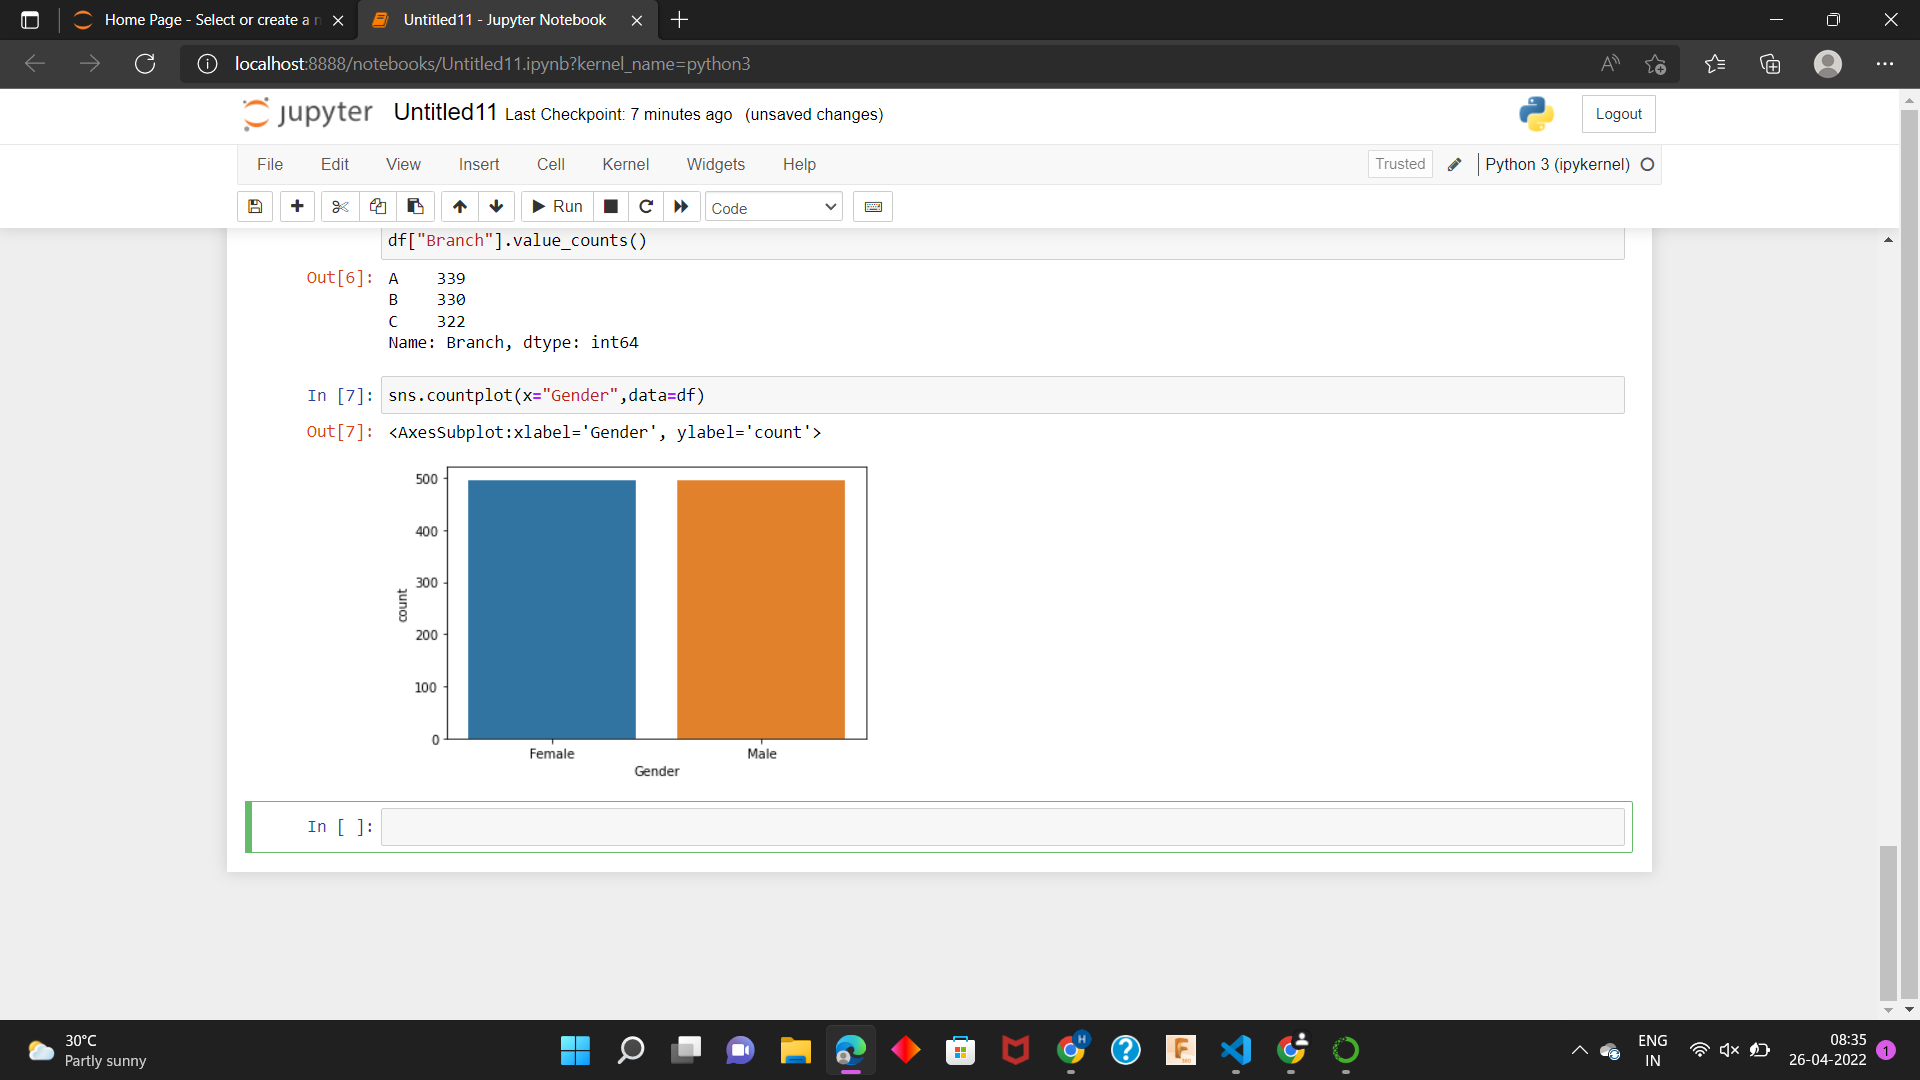 Home Page - Select or create a n
Untitled11 - Jupyter Notebook
localhost:8888/notebooks/Untitled11.ipynb?kernel_name=python3
jupyter Untitled11 Last Checkpoint: 7 minutes ago (unsaved changes)
Logout
File Edit View Insert Cell Kernel Widgets Help
Trusted Python 3 (ipykernel)
Run Code
df["Branch"].value_counts()
Out[6]: A 339
B 330
C 322
Name: Branch, dtype: int64
In [7]: sns.countplot(x="Gender",data=df)
Out[7]: <AxesSubplot:xlabel='Gender', ylabel='count'>
500
400
300
200
100
0
count
Female Male
Gender
In [ ]:
30°C
Partly sunny
H
F
ENG
IN
08:35
26-04-2022
1